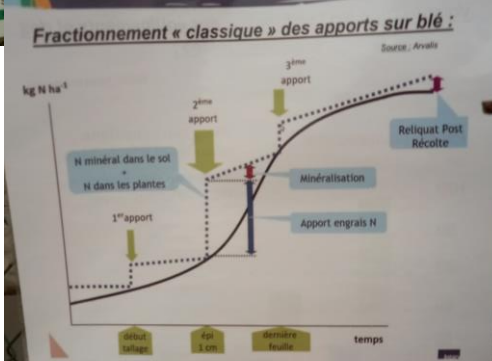 Fractionnement « classique » des apports sur blé :
Source, Arvalis
kg N ha⁻¹
3ème
apport
2ème
apport
Reliquat Post
Récolte
N minéral dans le sol
+
N dans les plantes
Minéralisation
1er apport
Apport engrais N
début
tallage
épi
1 cm
dernière
feuille
temps